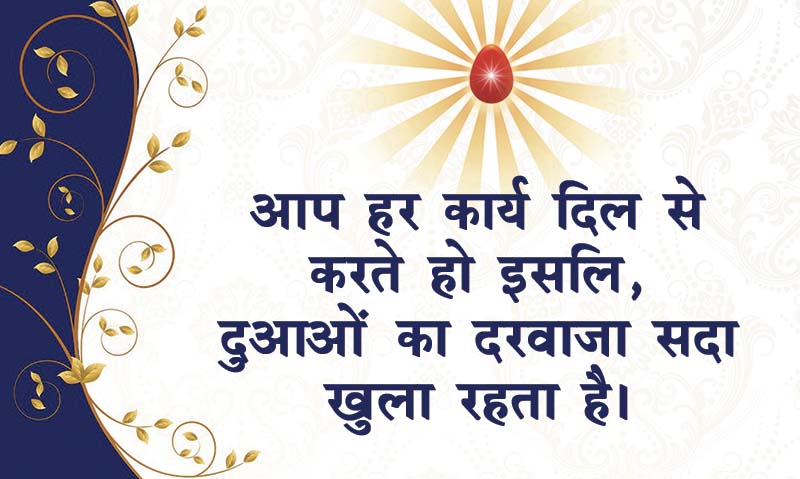 आप हर कार्य दिल से
करते हो इसलि,
दुआओं का दरवाजा सदा
खुला रहता है।